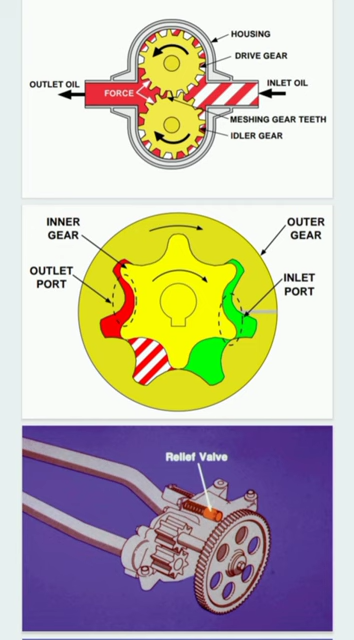 HOUSING
DRIVE GEAR
OUTLET OIL
INLET OIL
FORCE
MESHING GEAR TEETH
IDLER GEAR
INNER
GEAR
OUTER
GEAR
OUTLET
PORT
INLET
PORT
Relief Valve